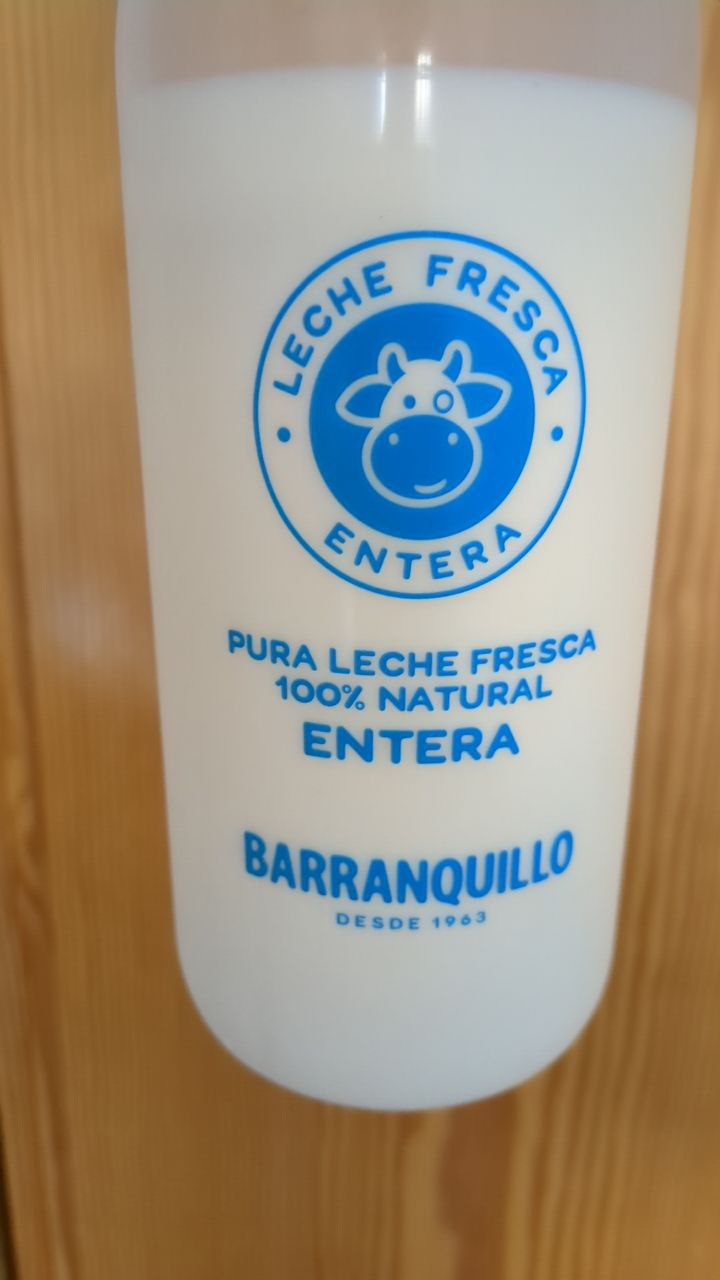 LECHE FRESCA
ENTERA
PURA LECHE FRESCA
100% NATURAL
ENTERA
BARRANQUILLO
DESDE 1963